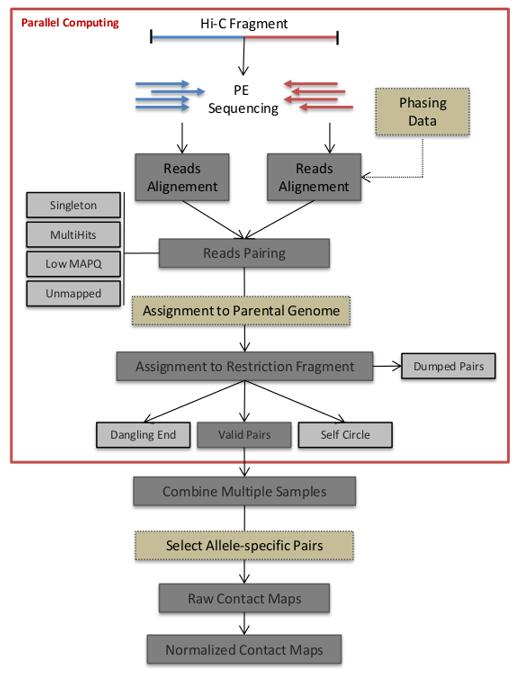 Parallel Computing
Hi-C Fragment
PE
Sequencing
Phasing
Data
Reads
Alignement
Reads
Alignement
Singleton
MultiHits
Low MAPQ
Unmapped
Reads Pairing
Assignment to Parental Genome
Assignment to Restriction Fragment
Dumped Pairs
Dangling End
Valid Pairs
Self Circle
Combine Multiple Samples
Select Allele-specific Pairs
Raw Contact Maps
Normalized Contact Maps